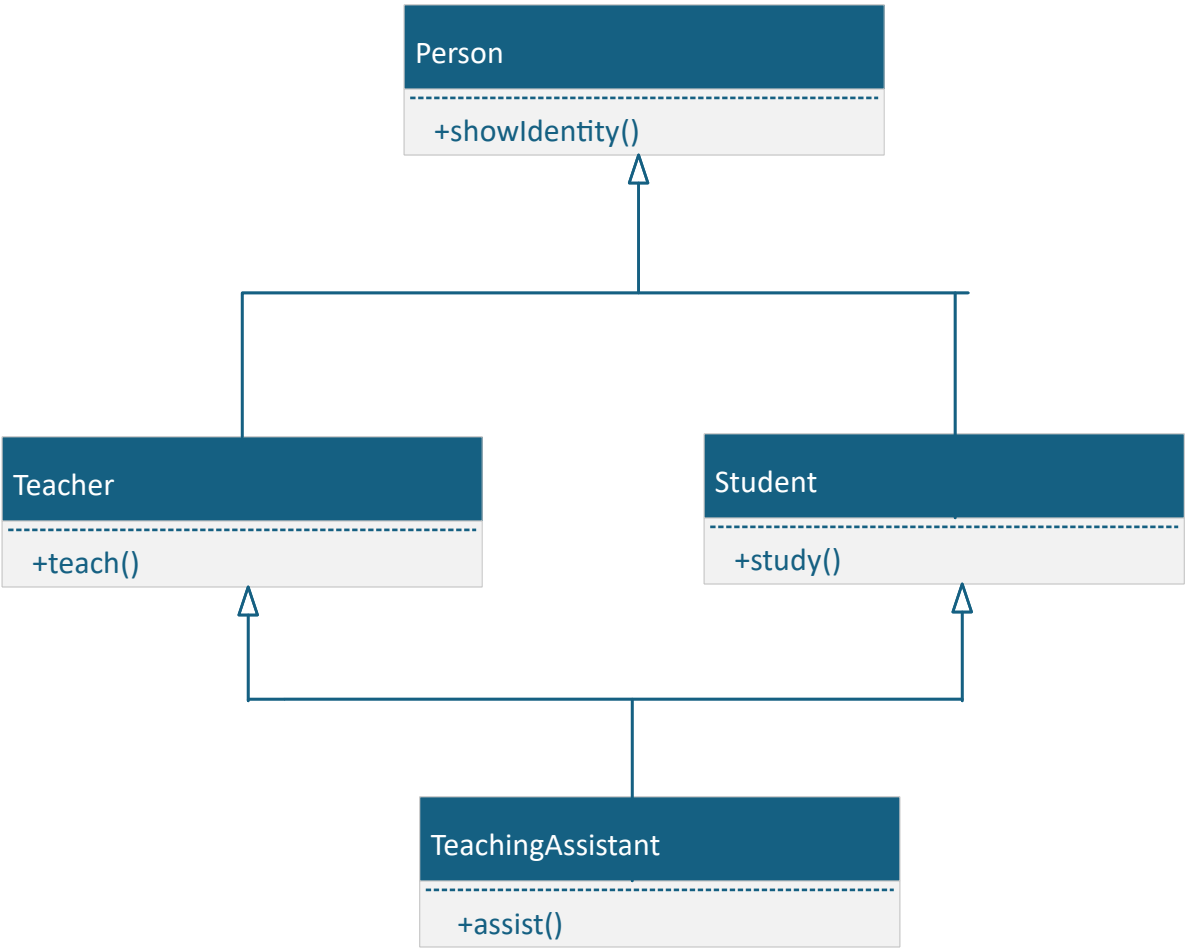 Person
+showIdentity()
Teacher
+teach()
Student
+study()
TeachingAssistant
+assist()